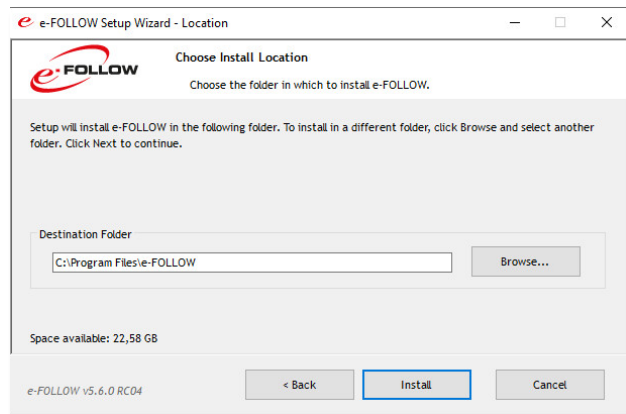 e-FOLLOW Setup Wizard - Location
e·FOLLOW
Choose Install Location
Choose the folder in which to install e-FOLLOW.
Setup will install e-FOLLOW in the following folder. To install in a different folder, click Browse and select another
folder. Click Next to continue.
Destination Folder
C:\Program Files\e-FOLLOW
Browse...
Space available: 22,58 GB
e-FOLLOW v5.6.0 RC04
< Back
Install
Cancel